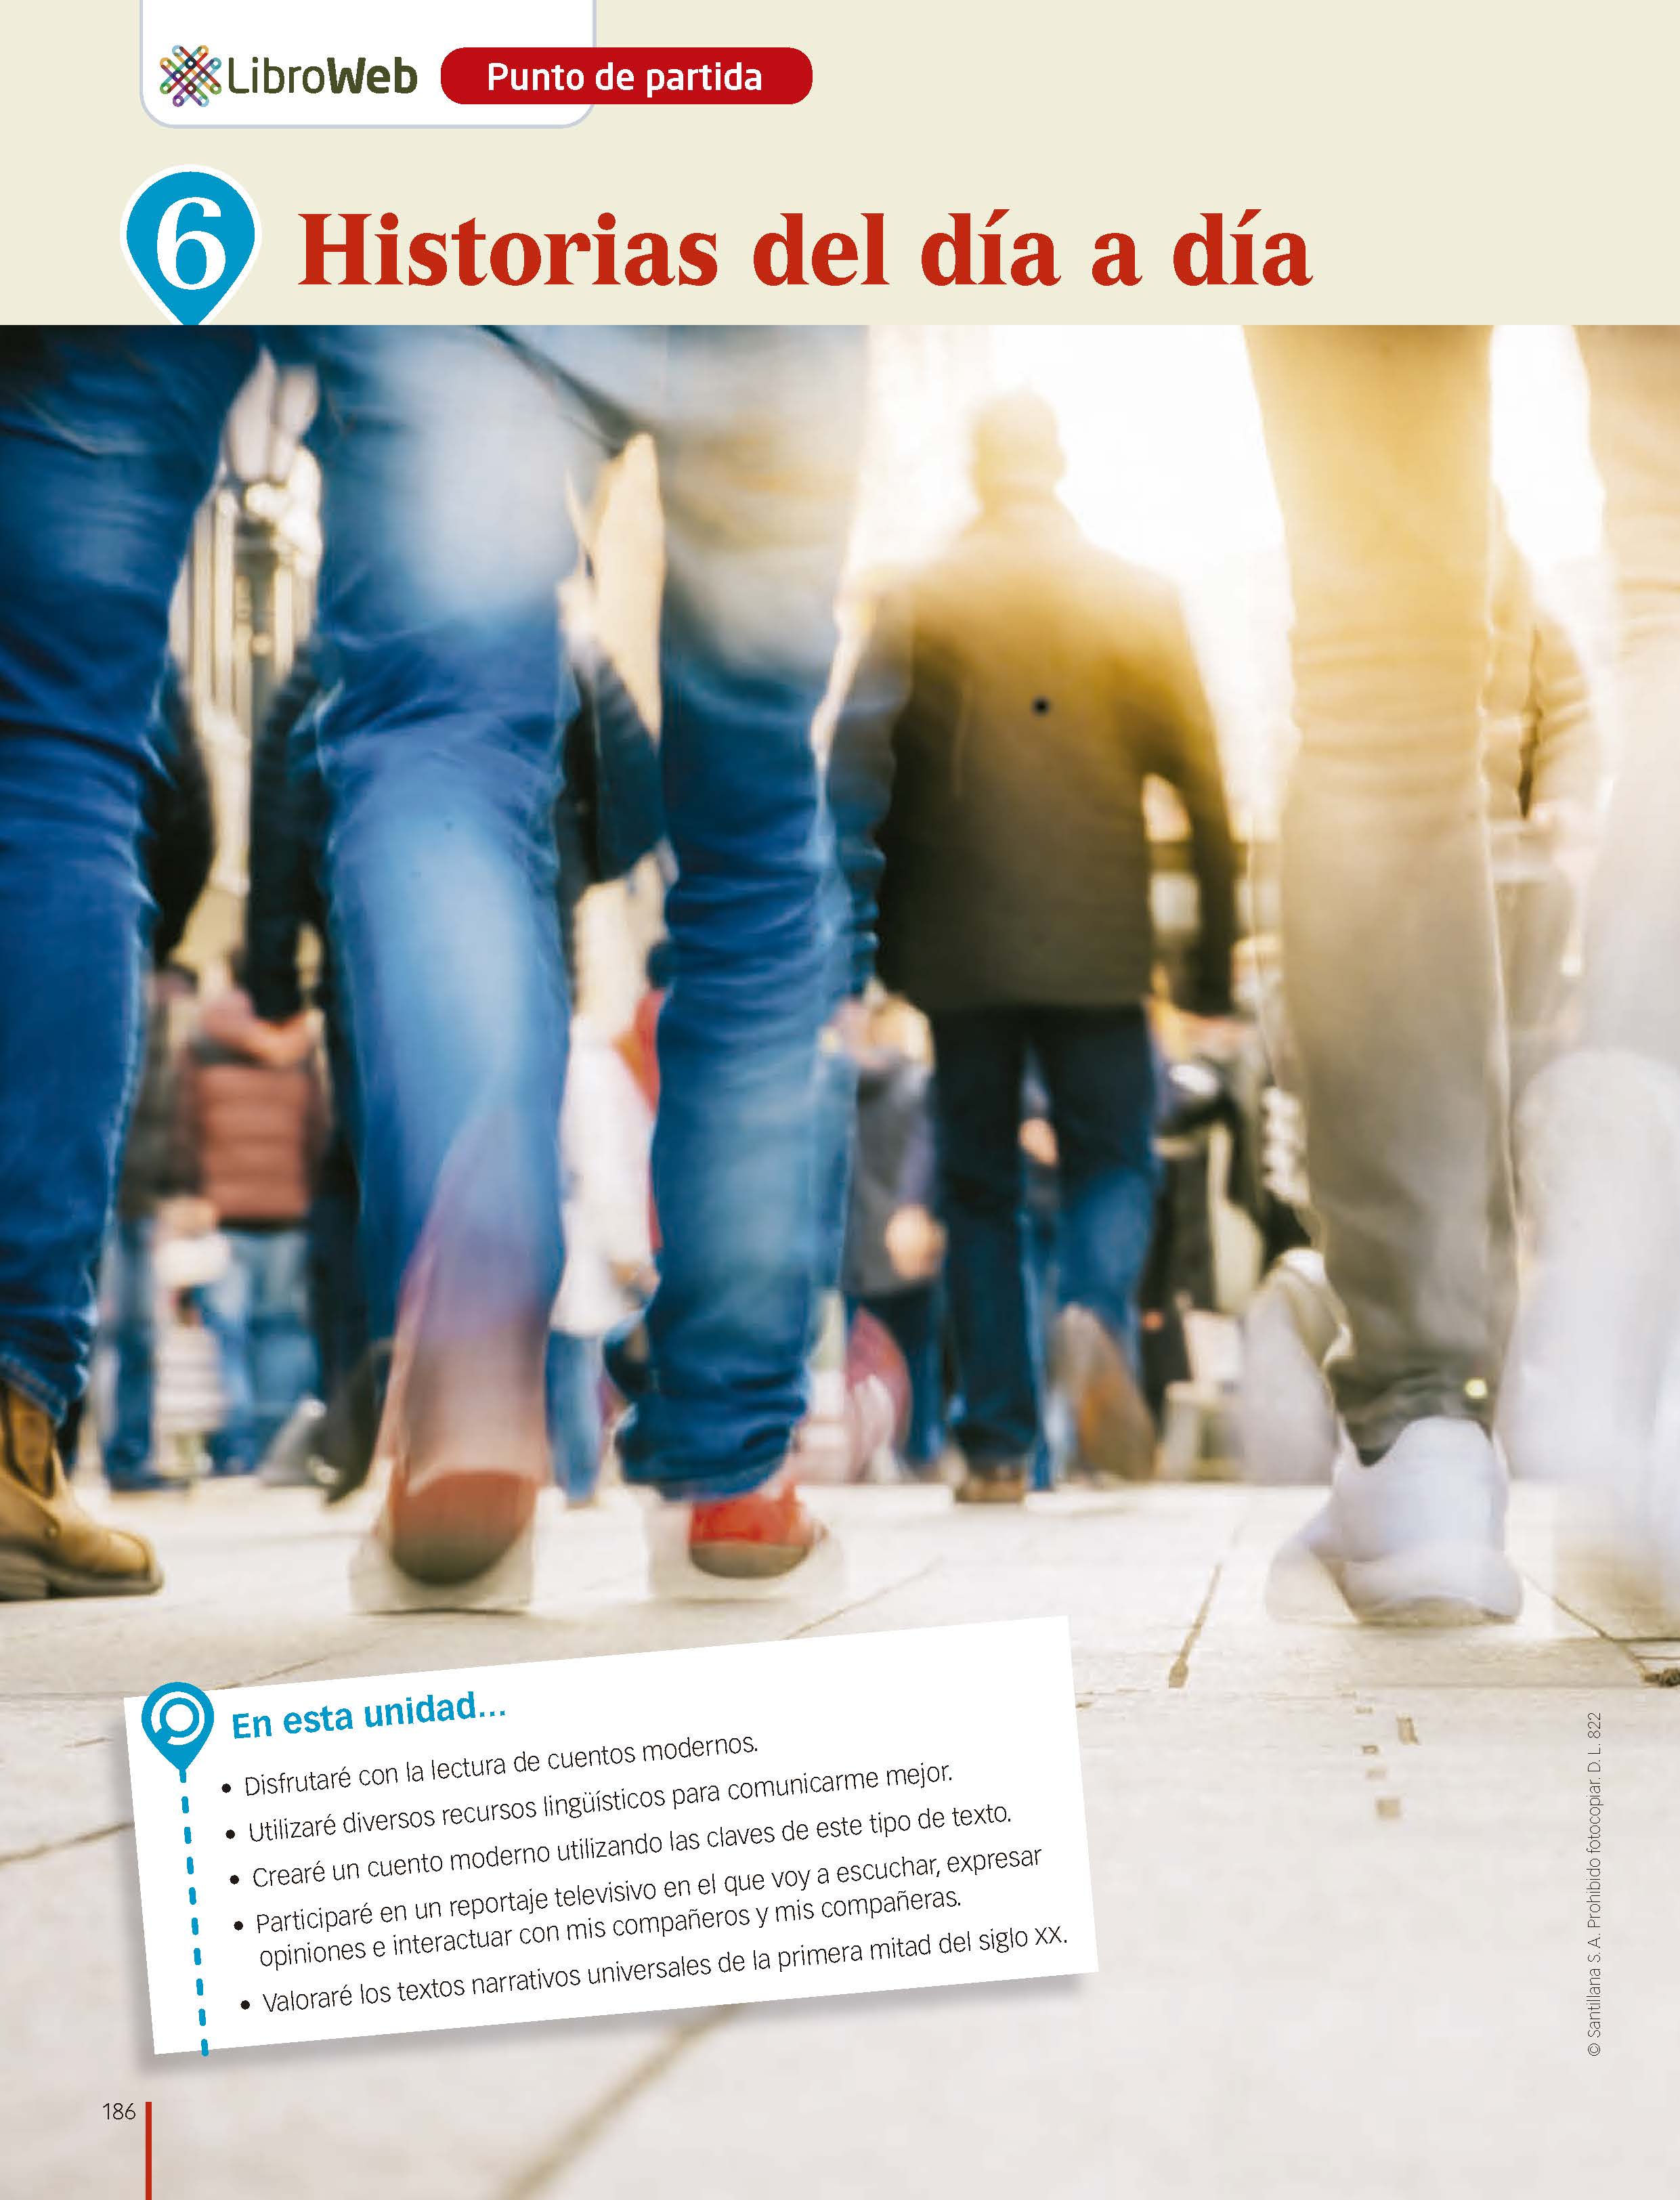 LibroWeb
Punto de partida
6
Historias del día a día
En esta unidad...
• Disfrutaré con la lectura de cuentos modernos.
• Utilizaré diversos recursos lingüísticos para comunicarme mejor.
• Crearé un cuento moderno utilizando las claves de este tipo de texto.
• Participaré en un reportaje televisivo en el que voy a escuchar, expresar
opiniones e interactuar con mis compañeros y mis compañeras.
• Valoraré los textos narrativos universales de la primera mitad del siglo XX.
© Santillana S. A. Prohibido fotocopiar. D. L. 822
186